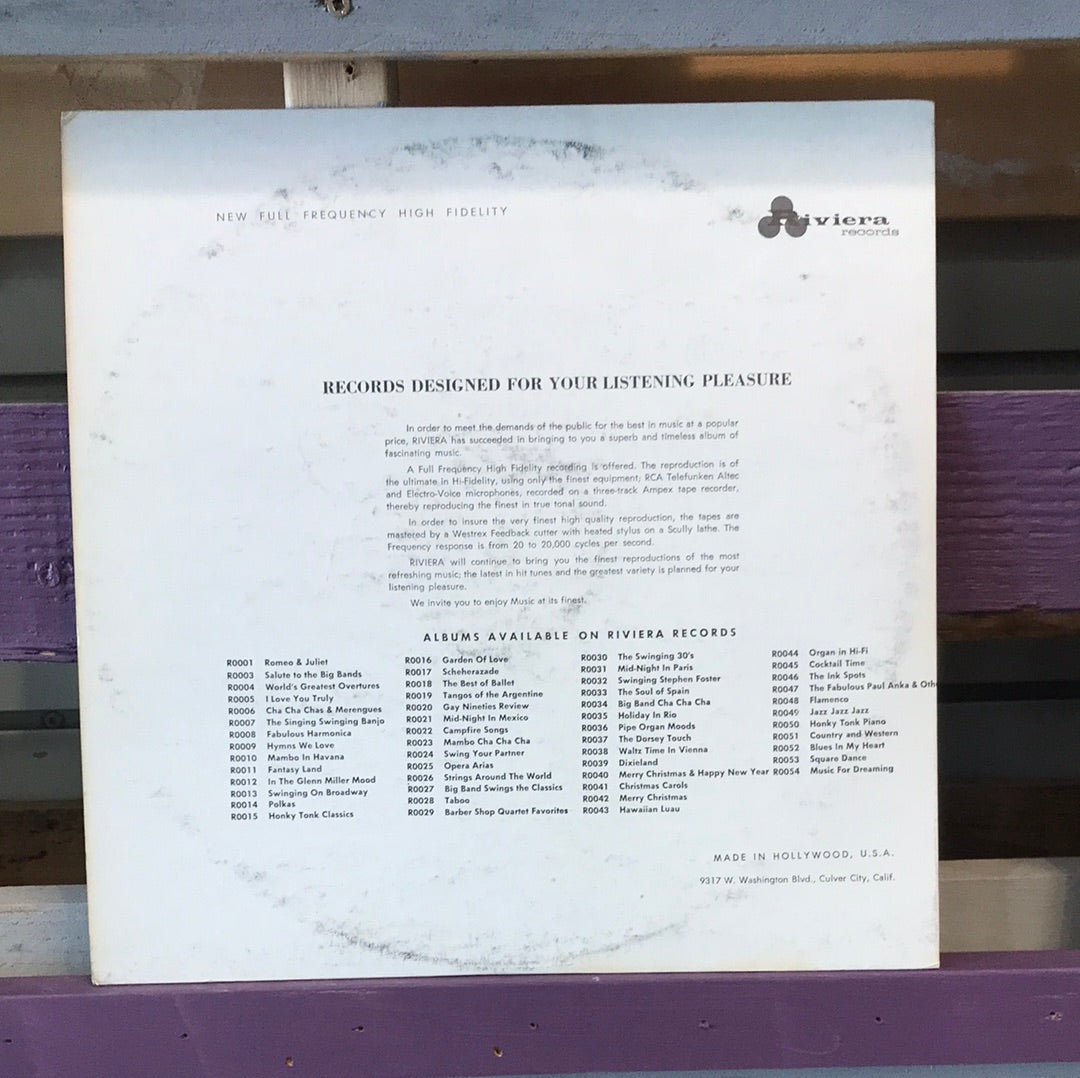 NEW FULL FREQUENCY HIGH FIDELITY
Riviera
records
RECORDS DESIGNED FOR YOUR LISTENING PLEASURE
In order to meet the demands of the public for the best in music at a popular
price, RIVIERA has succeeded in bringing to you a superb and timeless album of
fascinating music.
A Full Frequency High Fidelity recording is offered. The reproduction is of
the ultimate in Hi-Fidelity, using only the finest equipment; RCA Telefunken Altec
and Electro-Voice microphones, recorded on a three-track Ampex tape recorder,
thereby reproducing the finest in true tonal sound.
In order to insure the very finest high quality reproduction, the tapes are
mastered by a Westrex Feedback cutter with heated stylus on a Scully lathe. The
Frequency response is from 20 to 20,000 cycles per second.
RIVIERA will continue to bring you the finest reproductions of the most
refreshing music; the latest in hit tunes and the greatest variety is planned for your
listening pleasure.
We invite you to enjoy Music at its finest.
ALBUMS AVAILABLE ON RIVIERA RECORDS
R0001 Romeo & Juliet
R0003 Salute to the Big Bands
R0004 World's Greatest Overtures
R0005 I Love You Truly
R0006 Cha Cha Chas & Merengues
R0007 The Singing Swinging Banjo
R0008 Fabulous Harmonica
R0009 Hymns We Love
R0010 Mambo In Havana
R0011 Fantasy Land
R0012 In The Glenn Miller Mood
R0013 Swinging On Broadway
R0014 Polkas
R0015 Honky Tonk Classics
R0016 Garden Of Love
R0017 Scheherazade
R0018 The Best of Ballet
R0019 Tangos of the Argentine
R0020 Gay Nineties Review
R0021 Mid-Night In Mexico
R0022 Campfire Songs
R0023 Mambo Cha Cha Cha
R0024 Swing Your Partner
R0025 Opera Arias
R0026 Strings Around The World
R0027 Big Band Swings the Classics
R0028 Taboo
R0029 Barber Shop Quartet Favorites
R0030 The Swinging 30's
R0031 Mid-Night In Paris
R0032 Swinging Stephen Foster
R0033 The Soul of Spain
R0034 Big Band Cha Cha Cha
R0035 Holiday In Rio
R0036 Pipe Organ Moods
R0037 The Dorsey Touch
R0038 Waltz Time In Vienna
R0039 Dixieland
R0040 Merry Christmas & Happy New Year
R0041 Christmas Carols
R0042 Merry Christmas
R0043 Hawaiian Luau
R0044 Organ in Hi-Fi
R0045 Cocktail Time
R0046 The Ink Spots
R0047 The Fabulous Paul Anka & Oth
R0048 Flamenco
R0049 Jazz Jazz Jazz
R0050 Honky Tonk Piano
R0051 Country and Western
R0052 Blues In My Heart
R0053 Square Dance
R0054 Music For Dreaming
MADE IN HOLLYWOOD, U.S.A.
9317 W. Washington Blvd., Culver City, Calif.